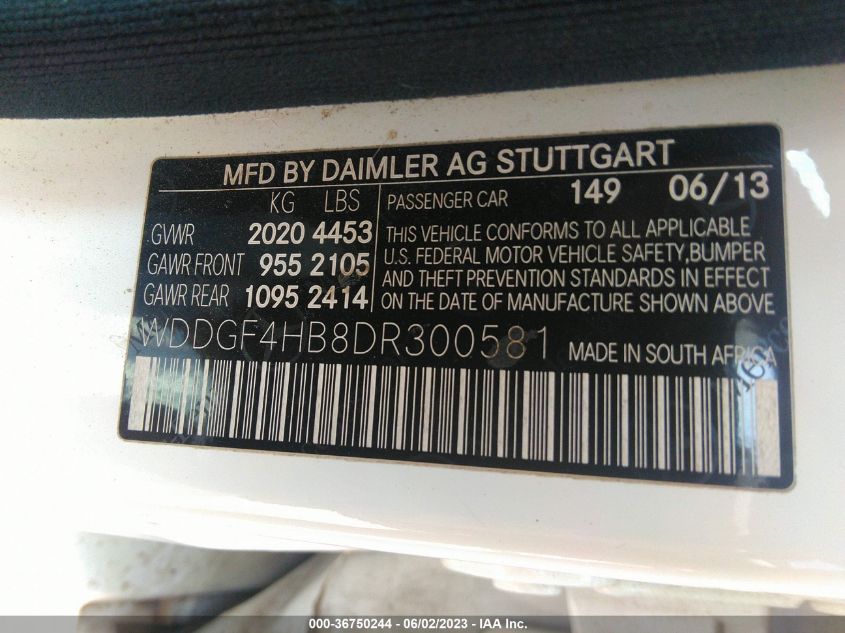 MFD BY DAIMLER AG STUTTGART
KG LBS
GVWR 2020 4453
GAWR FRONT 955 2105
GAWR REAR 1095 2414
PASSENGER CAR 149 06/13
THIS VEHICLE CONFORMS TO ALL APPLICABLE
U.S. FEDERAL MOTOR VEHICLE SAFETY,BUMPER
AND THEFT PREVENTION STANDARDS IN EFFECT
ON THE DATE OF MANUFACTURE SHOWN ABOVE
WDDGF4HB8DR300581 MADE IN SOUTH AFRICA
000-36750244 - 06/02/2023 - IAA Inc.